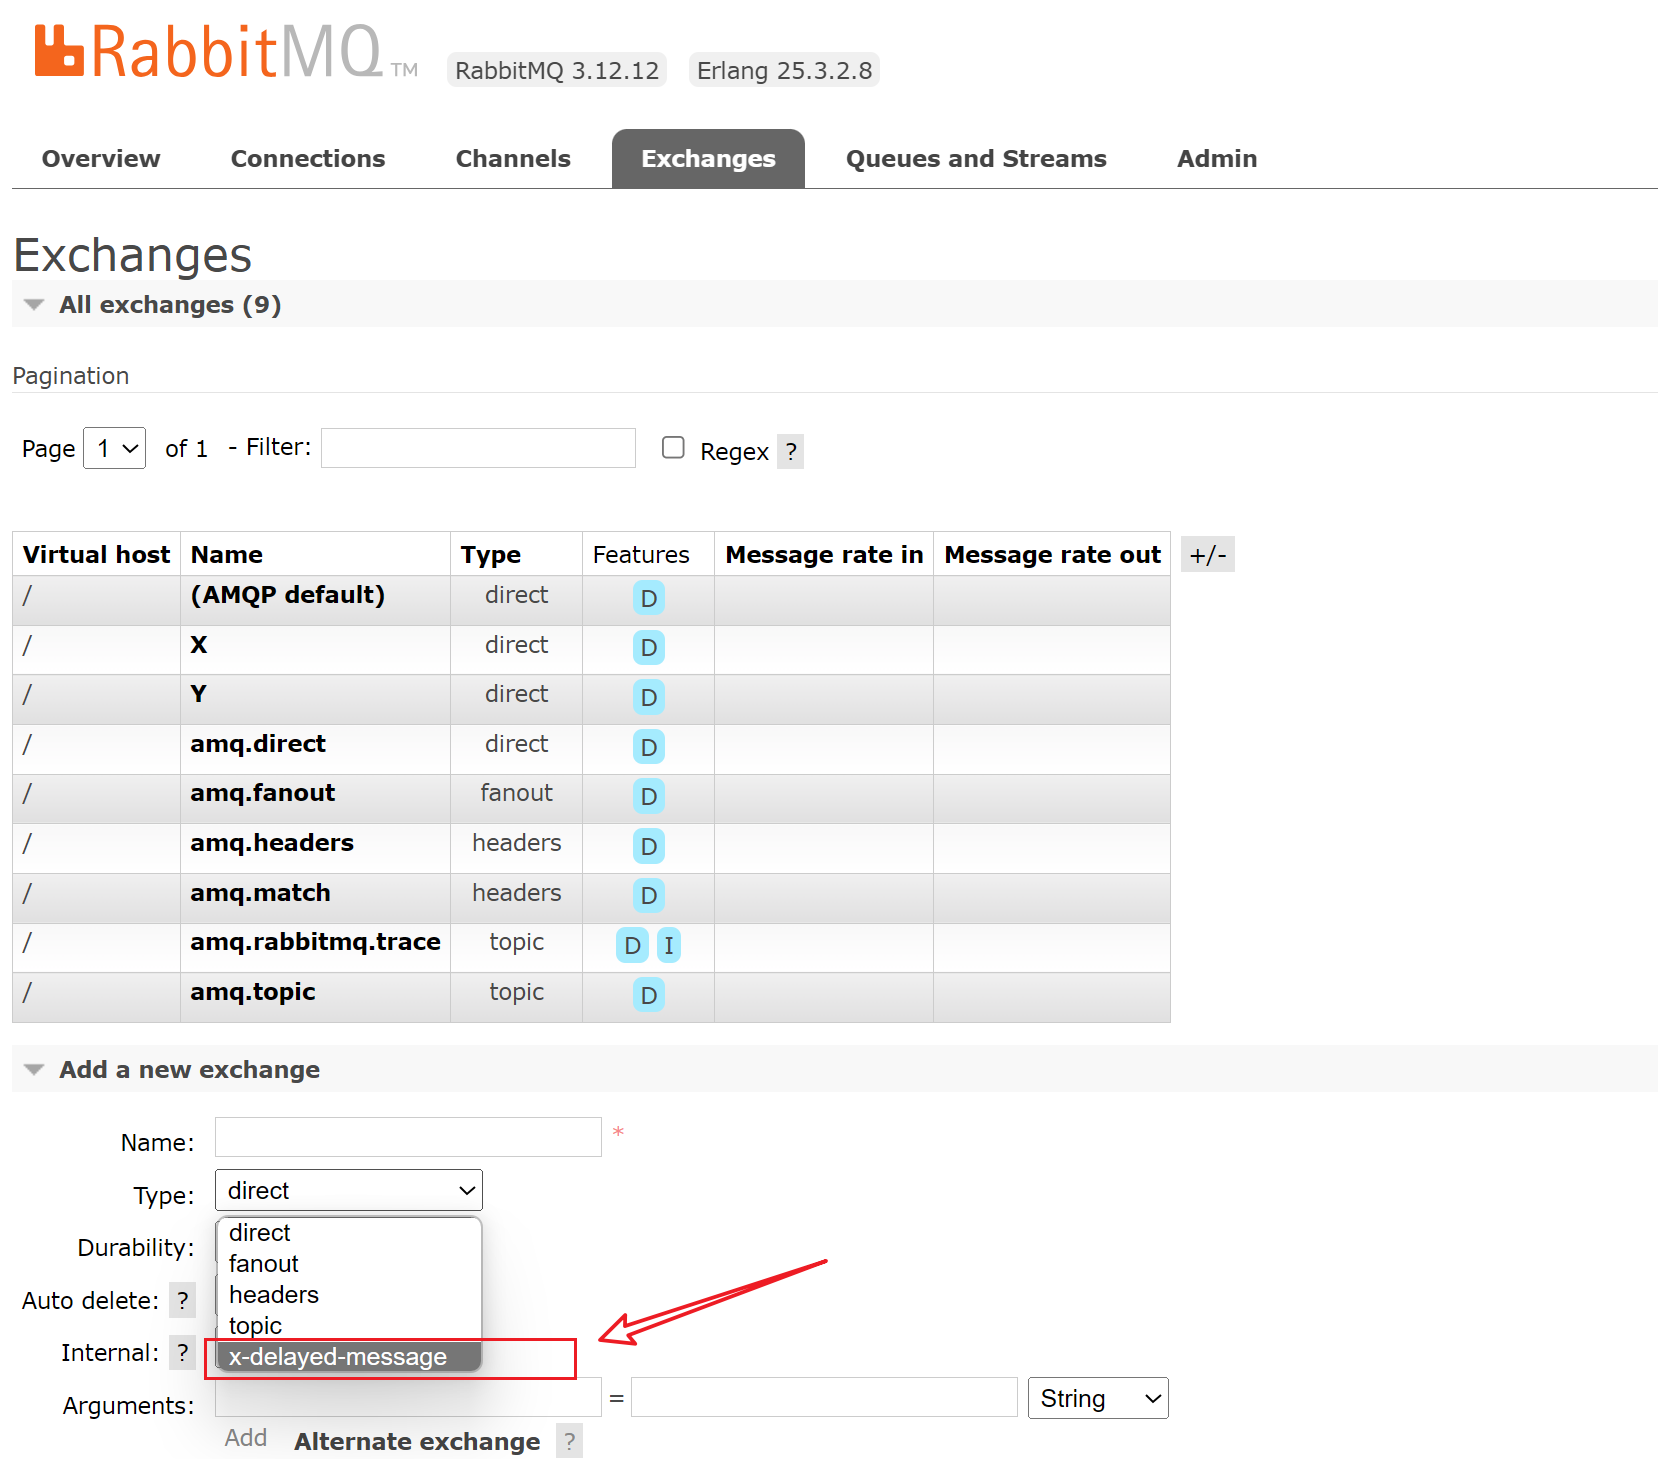 RabbitMQ TM RabbitMQ 3.12.12 Erlang 25.3.2.8
Overview Connections Channels Exchanges Queues and Streams Admin
Exchanges
All exchanges (9)
Pagination
Page 1 of 1 - Filter: Regex ?
Virtual host Name Type Features Message rate in Message rate out +/-
/ (AMQP default) direct D
/ X direct D
/ Y direct D
/ amq.direct direct D
/ amq.fanout fanout D
/ amq.headers headers D
/ amq.match headers D
/ amq.rabbitmq.trace topic D I
/ amq.topic topic D
Add a new exchange
Name: *
Type: direct
direct
Durability:
fanout
Auto delete: ? headers
topic
Internal: ? x-delayed-message
Arguments: = String
Add Alternate exchange ?